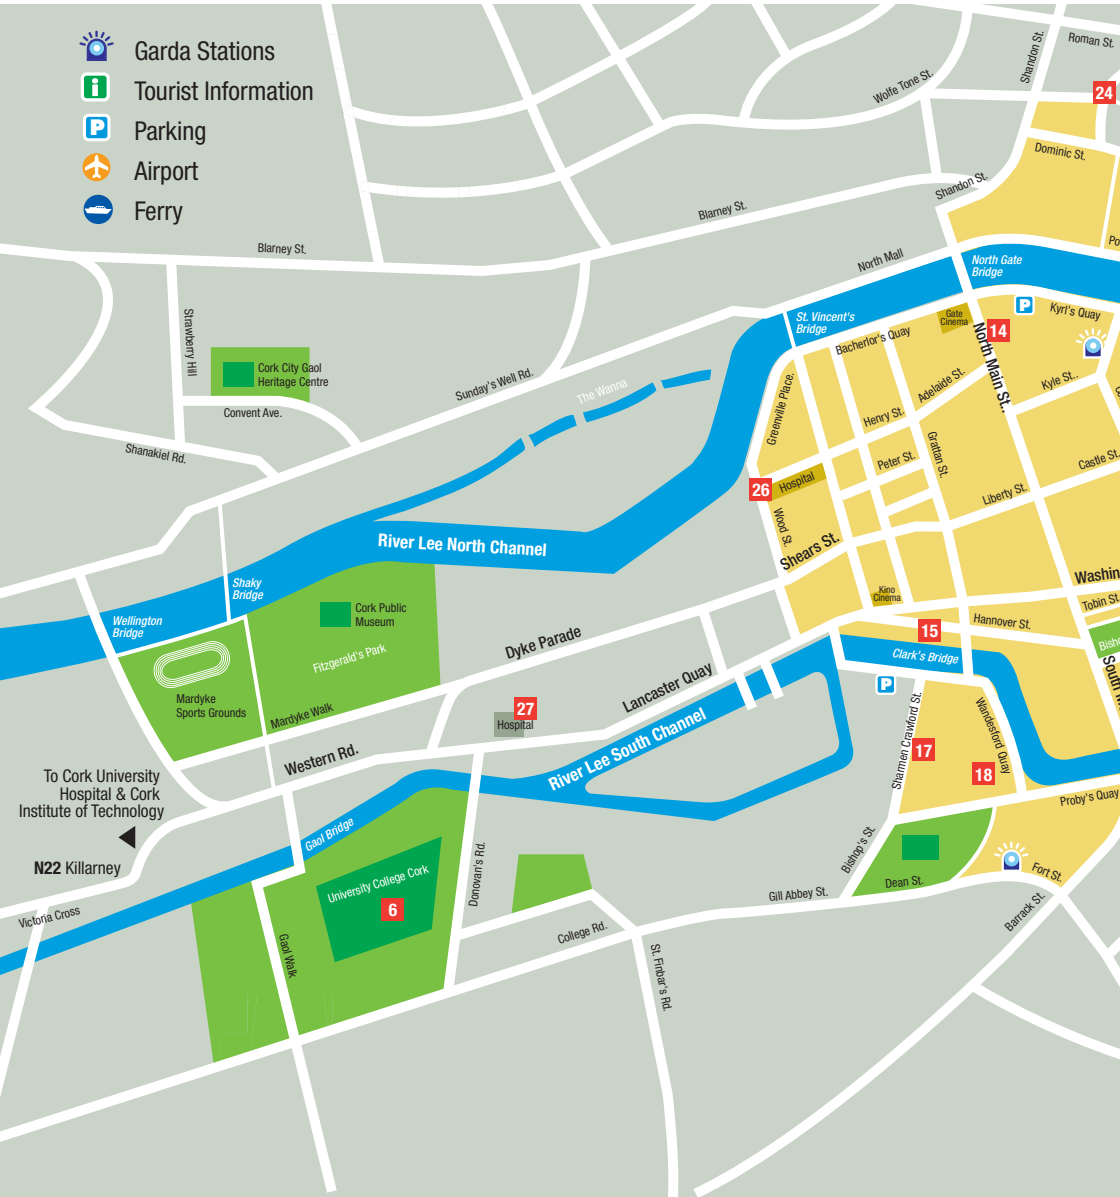 Garda Stations
i
Tourist Information
P
Parking
Airport
Ferry
Roman St.
Shandon St.
Wolfe Tone St.
24
Dominic St.
Shandon St.
Blarney St.
Blarney St.
Po
North Mall
North Gate
Bridge
P
Kyrl's Quay
Gate
Cinema
14
St. Vincent's
Bridge
Bacherlor's Quay
North Main St.
Strawberry Hill
Cork City Gaol
Heritage Centre
Convent Ave.
Sunday's Well Rd.
The Wanna
Greenville Place.
Adelaide St.
Kyle St..
Henry St.
Grattan St.
Peter St.
Castle St.
Shanakiel Rd.
26
Hospital
Liberty St.
Wood St.
Shears St.
River Lee North Channel
Shaky
Bridge
Wellington
Bridge
Cork Public
Museum
Fitzgerald's Park
Kino
Cinema
Washin
Tobin St.
15
Hannover St.
Bisho
Clark's Bridge
South M
Dyke Parade
Lancaster Quay
P
Mardyke
Sports Grounds
Mardyke Walk
27
Hospital
River Lee South Channel
Sharmen Crawford St.
Wandesford Quay
17
18
Western Rd.
Proby's Quay
To Cork University
Hospital & Cork
Institute of Technology
N22 Killarney
Gaol Bridge
University College Cork
6
Donovan's Rd.
Bishop's St.
Dean St.
Fort St.
Gill Abbey St.
Barrack St.
Victoria Cross
Gaol Walk
College Rd.
St. Finbar's Rd.